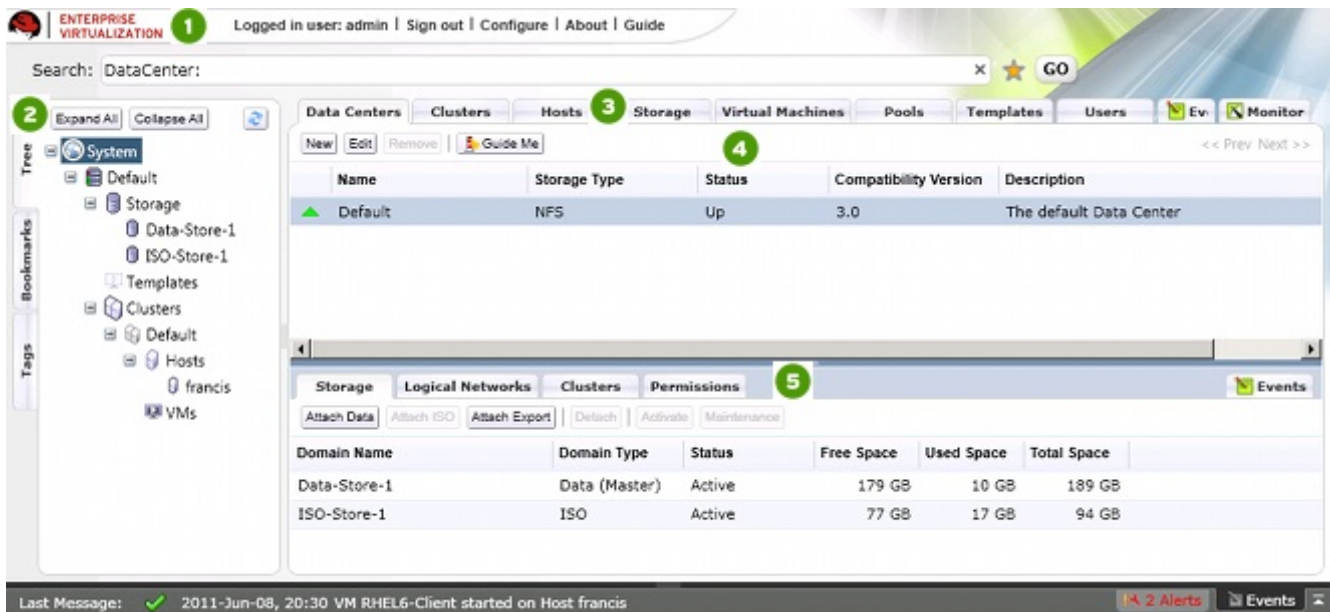 ENTERPRISE
VIRTUALIZATION
1
Logged in user: admin | Sign out | Configure | About | Guide
Search: DataCenter: × GO
2
Expand All Collapse All
Tree
Bookmarks
Tags
System
Default
Storage
Data-Store-1
ISO-Store-1
Templates
Clusters
Default
Hosts
francis
VMs
Data Centers Clusters Hosts 3 Storage Virtual Machines Pools Templates Users Ev Monitor
New Edit Remove | Guide Me 4 << Prev Next >>
Name Storage Type Status Compatibility Version Description
Default NFS Up 3.0 The default Data Center
Storage Logical Networks Clusters Permissions 5 Events
Attach Data Attach ISO Attach Export | Detach | Activate Maintenance
Domain Name Domain Type Status Free Space Used Space Total Space
Data-Store-1 Data (Master) Active 179 GB 10 GB 189 GB
ISO-Store-1 ISO Active 77 GB 17 GB 94 GB
Last Message: 2011-Jun-08, 20:30 VM RHEL6-Client started on Host francis 2 Alerts Events